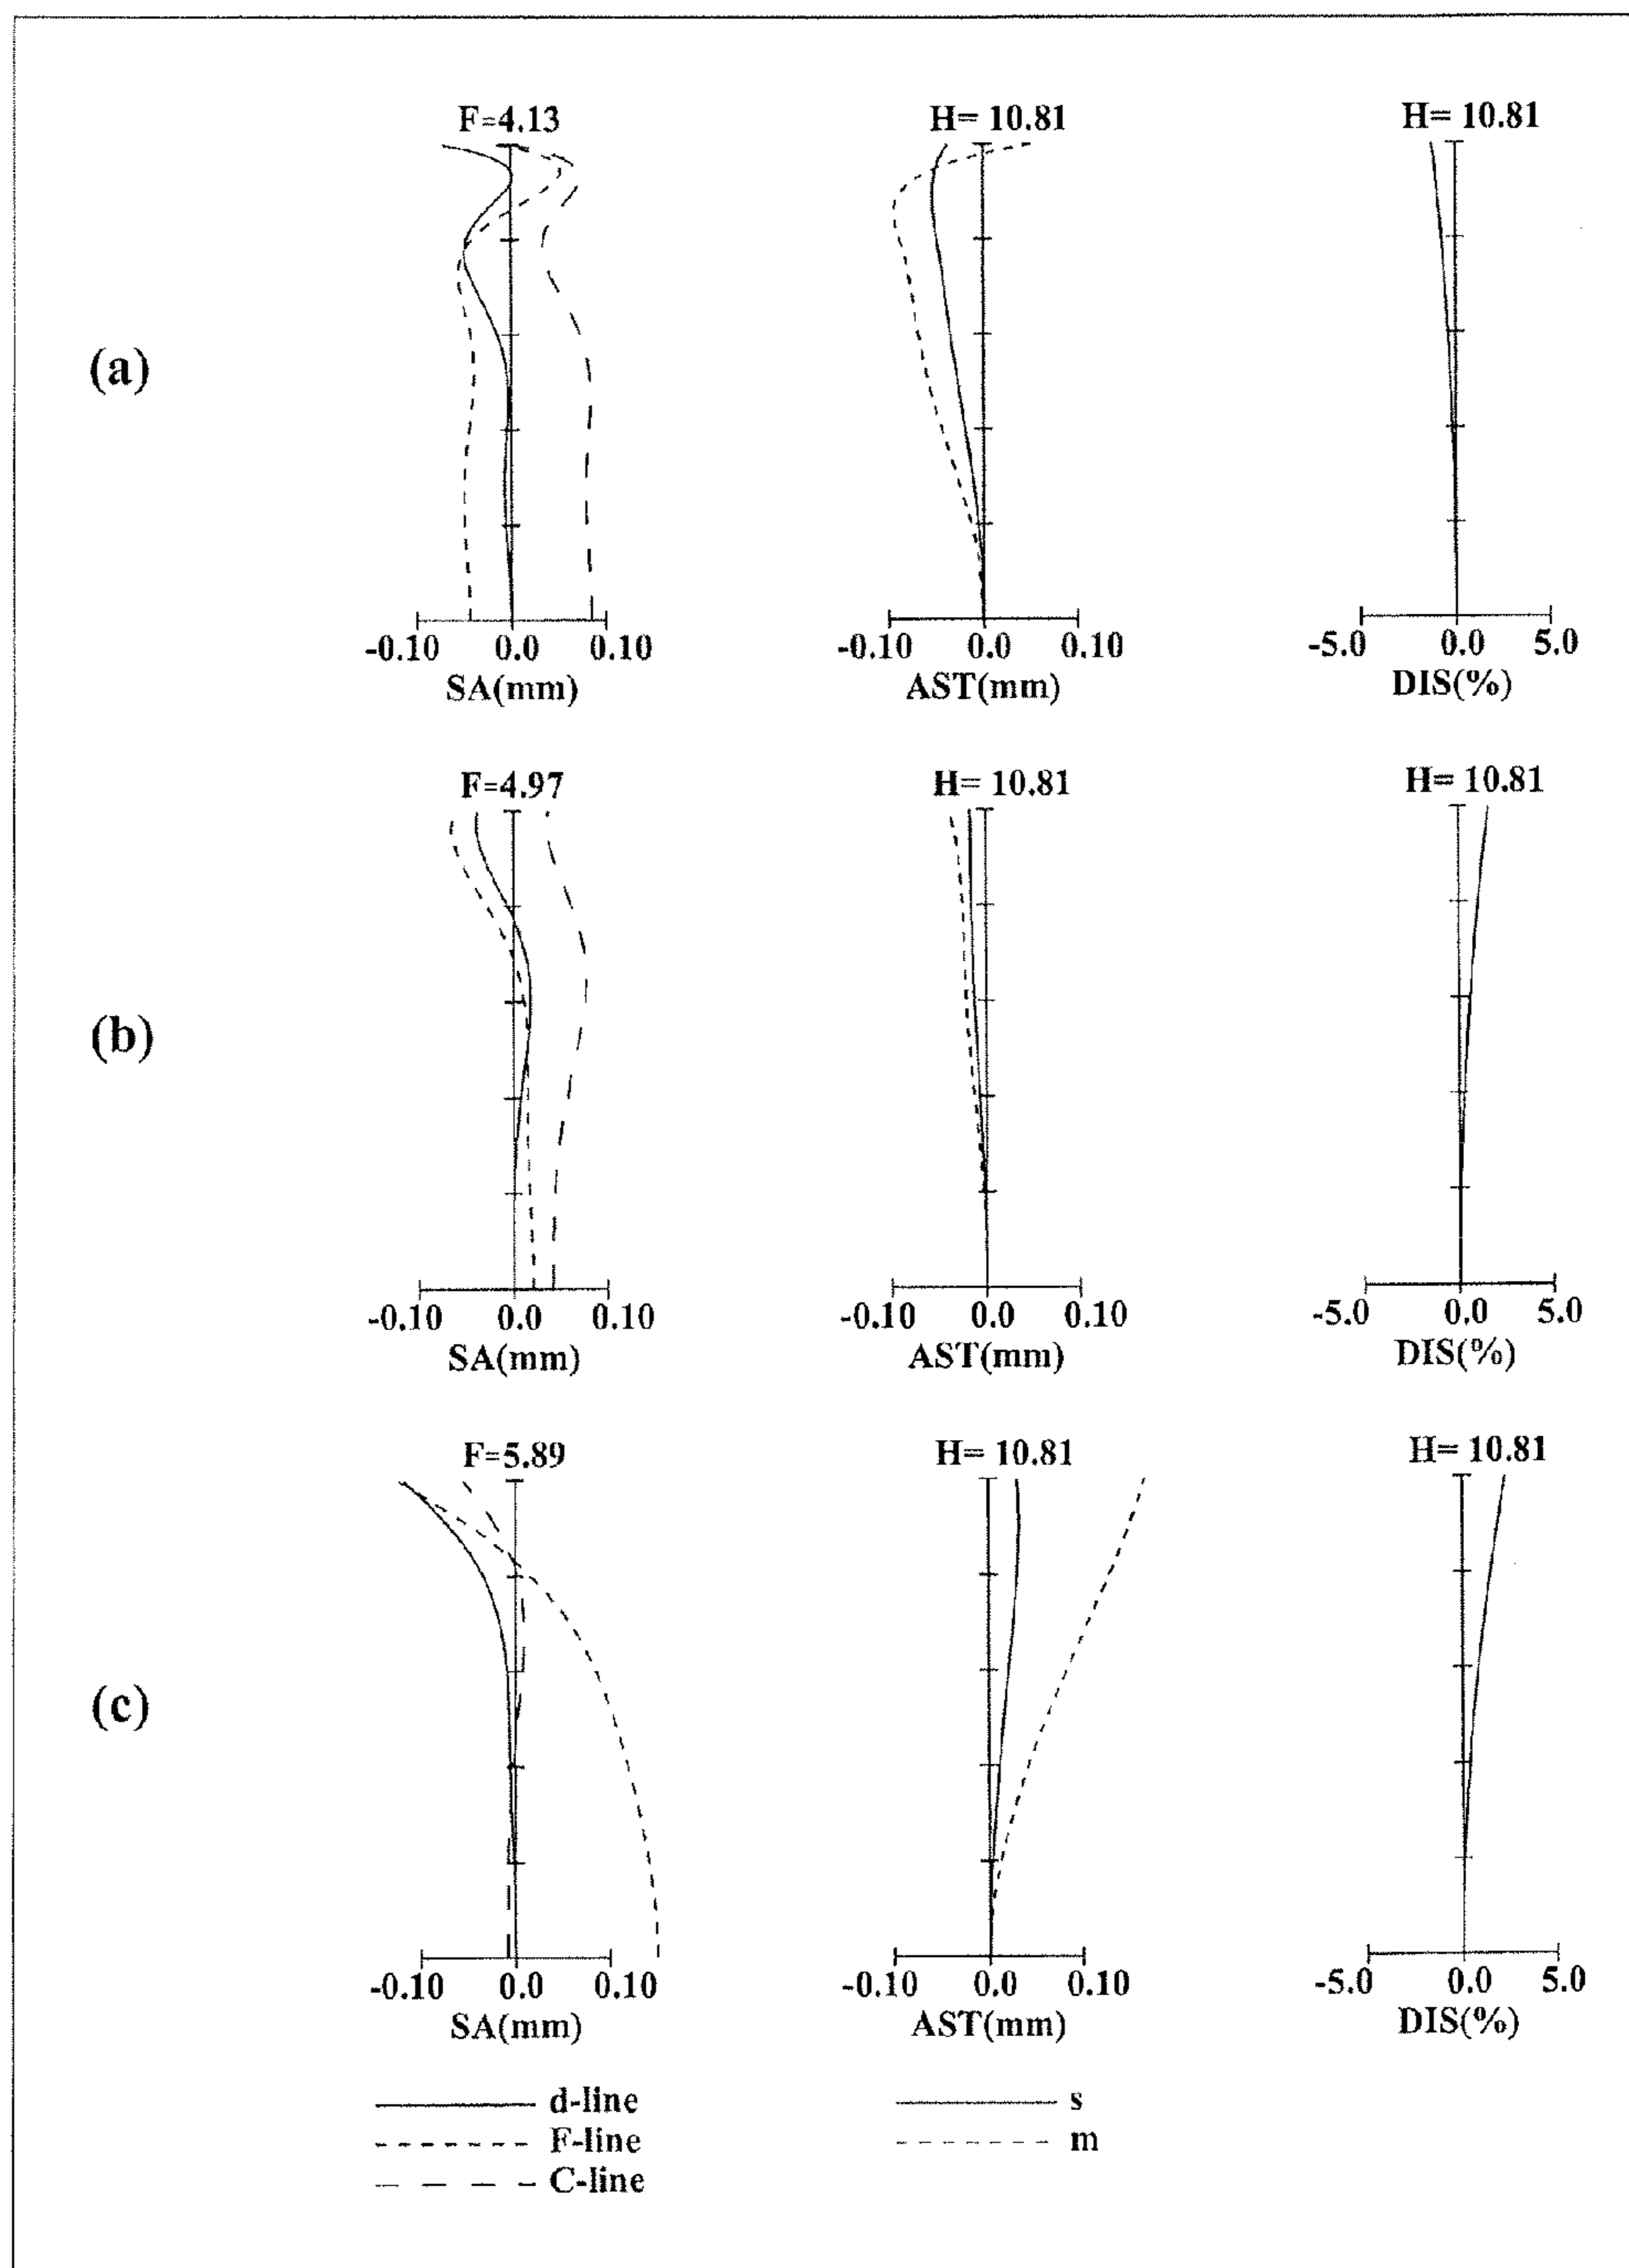 F=4.13 H= 10.81 H= 10.81
(a)
-0.10 0.0 0.10 -0.10 0.0 0.10 -5.0 0.0 5.0
SA(mm) AST(mm) DIS(%)
F=4.97 H= 10.81 H= 10.81
(b)
-0.10 0.0 0.10 -0.10 0.0 0.10 -5.0 0.0 5.0
SA(mm) AST(mm) DIS(%)
F=5.89 H= 10.81 H= 10.81
(c)
-0.10 0.0 0.10 -0.10 0.0 0.10 -5.0 0.0 5.0
SA(mm) AST(mm) DIS(%)
d-line s
F-line m
C-line